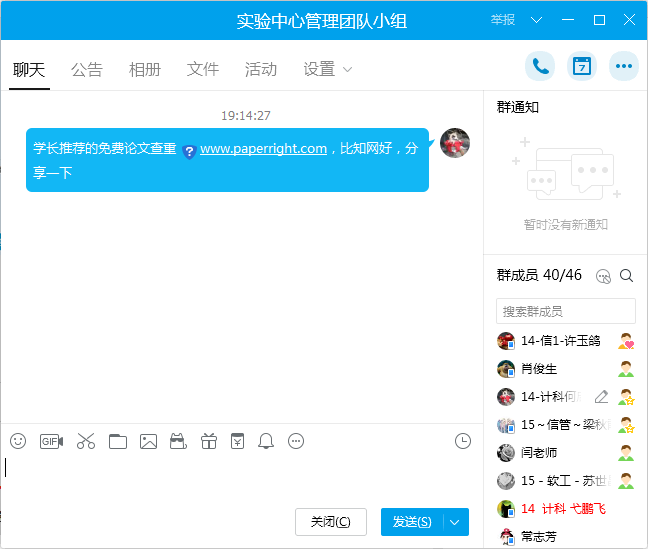 实验中心管理团队小组
举报
聊天 公告 相册 文件 活动 设置
7
19:14:27
学长推荐的免费论文查重 www.paperright.com，比知网好，分
享一下
群通知
暂时没有新通知
群成员 40/46
搜索群成员
14-信1-许玉鸽
肖俊生
14-计科何
15～信管～梁秋
闫老师
15 - 软工 - 苏世
14 计科 弋鹏飞
常志芳
GIF
关闭(C) 发送(S)